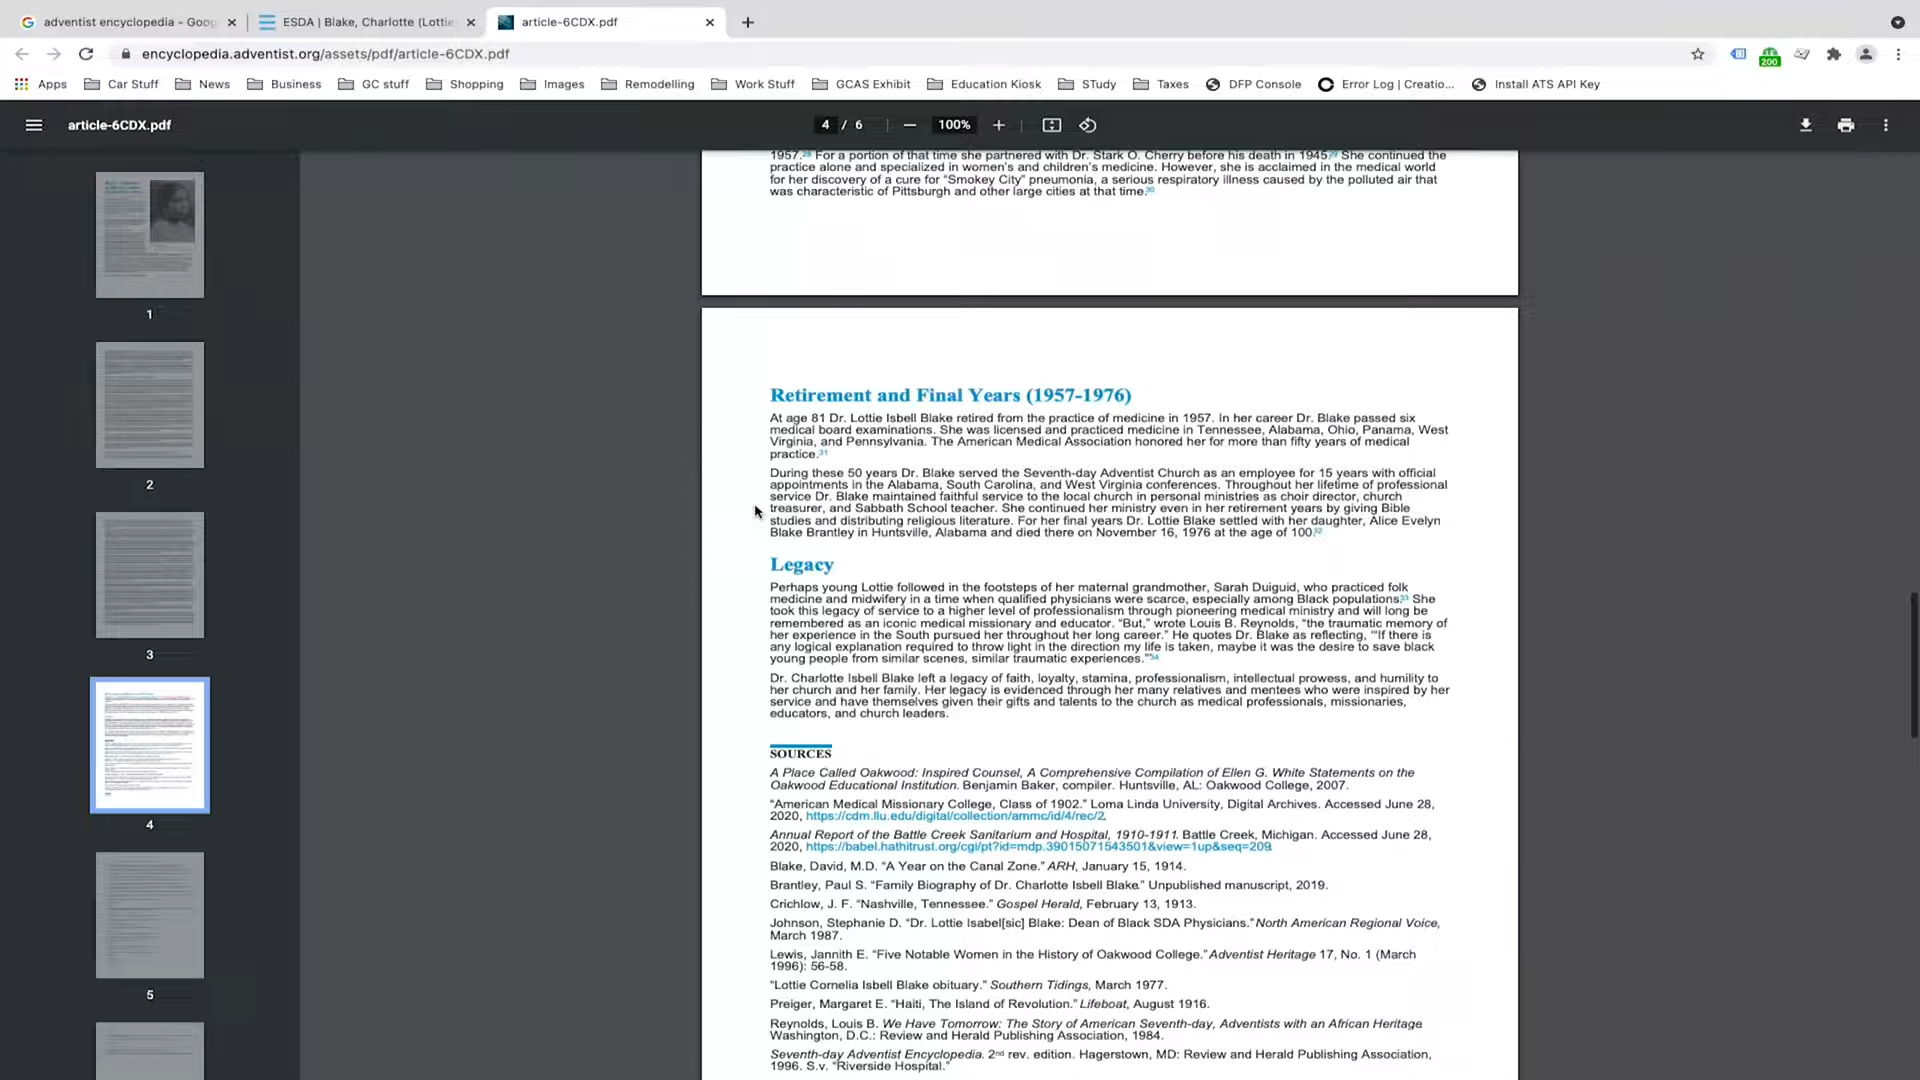 adventist encyclopedia - Goog
ESDA | Blake, Charlotte (Lottie
article-6CDX.pdf
encyclopedia.adventist.org/assets/pdf/article-6CDX.pdf
200
Apps
Car Stuff
News
Business
GC stuff
Shopping
Images
Remodelling
Work Stuff
GCAS Exhibit
Education Kiosk
STudy
Taxes
DFP Console
Error Log | Creatio...
Install ATS API Key
article-6CDX.pdf
4 / 6
100%
1
2
3
4
5
1957.28 For a portion of that time she partnered with Dr. Stark O. Cherry before his death in 1945.29 She continued the
practice alone and specialized in women's and children's medicine. However, she is acclaimed in the medical world
for her discovery of a cure for “Smokey City” pneumonia, a serious respiratory illness caused by the polluted air that
was characteristic of Pittsburgh and other large cities at that time.30
Retirement and Final Years (1957-1976)
At age 81 Dr. Lottie Isbell Blake retired from the practice of medicine in 1957. In her career Dr. Blake passed six
medical board examinations. She was licensed and practiced medicine in Tennessee, Alabama, Ohio, Panama, West
Virginia, and Pennsylvania. The American Medical Association honored her for more than fifty years of medical
practice.31
During these 50 years Dr. Blake served the Seventh-day Adventist Church as an employee for 15 years with official
appointments in the Alabama, South Carolina, and West Virginia conferences. Throughout her lifetime of professional
service Dr. Blake maintained faithful service to the local church in personal ministries as choir director, church
treasurer, and Sabbath School teacher. She continued her ministry even in her retirement years by giving Bible
studies and distributing religious literature. For her final years Dr. Lottie Blake settled with her daughter, Alice Evelyn
Blake Brantley in Huntsville, Alabama and died there on November 16, 1976 at the age of 100.32
Legacy
Perhaps young Lottie followed in the footsteps of her maternal grandmother, Sarah Duiguid, who practiced folk
medicine and midwifery in a time when qualified physicians were scarce, especially among Black populations.33 She
took this legacy of service to a higher level of professionalism through pioneering medical ministry and will long be
remembered as an iconic medical missionary and educator. “But,” wrote Louis B. Reynolds, “the traumatic memory of
her experience in the South pursued her throughout her long career.” He quotes Dr. Blake as reflecting, “‘If there is
any logical explanation required to throw light in the direction my life is taken, maybe it was the desire to save black
young people from similar scenes, similar traumatic experiences.’”34
Dr. Charlotte Isbell Blake left a legacy of faith, loyalty, stamina, professionalism, intellectual prowess, and humility to
her church and her family. Her legacy is evidenced through her many relatives and mentees who were inspired by her
service and have themselves given their gifts and talents to the church as medical professionals, missionaries,
educators, and church leaders.
SOURCES
A Place Called Oakwood: Inspired Counsel, A Comprehensive Compilation of Ellen G. White Statements on the
Oakwood Educational Institution. Benjamin Baker, compiler. Huntsville, AL: Oakwood College, 2007.
“American Medical Missionary College, Class of 1902.” Loma Linda University, Digital Archives. Accessed June 28,
2020, https://cdm.llu.edu/digital/collection/ammc/id/4/rec/2.
Annual Report of the Battle Creek Sanitarium and Hospital, 1910-1911. Battle Creek, Michigan. Accessed June 28,
2020, https://babel.hathitrust.org/cgi/pt?id=mdp.39015071543501&view=1up&seq=209.
Blake, David, M.D. “A Year on the Canal Zone.” ARH, January 15, 1914.
Brantley, Paul S. “Family Biography of Dr. Charlotte Isbell Blake.” Unpublished manuscript, 2019.
Crichlow, J. F. “Nashville, Tennessee.” Gospel Herald, February 13, 1913.
Johnson, Stephanie D. “Dr. Lottie Isabel[sic] Blake: Dean of Black SDA Physicians.” North American Regional Voice,
March 1987.
Lewis, Jannith E. “Five Notable Women in the History of Oakwood College.” Adventist Heritage 17, No. 1 (March
1996): 56-58.
“Lottie Cornelia Isbell Blake obituary.” Southern Tidings, March 1977.
Preiger, Margaret E. “Haiti, The Island of Revolution.” Lifeboat, August 1916.
Reynolds, Louis B. We Have Tomorrow: The Story of American Seventh-day, Adventists with an African Heritage.
Washington, D.C.: Review and Herald Publishing Association, 1984.
Seventh-day Adventist Encyclopedia. 2nd rev. edition. Hagerstown, MD: Review and Herald Publishing Association,
1996. S.v. “Riverside Hospital.”